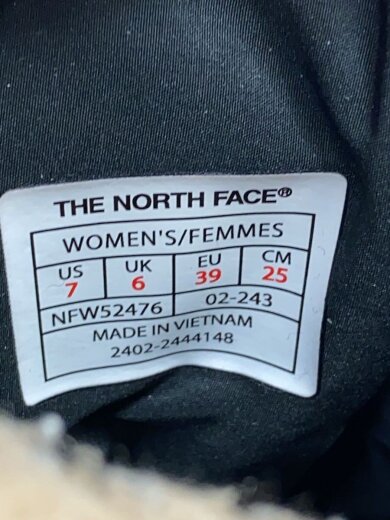 THE NORTH FACE®
WOMEN'S/FEMMES
US UK EU CM
7 6 39 25
NFW52476 02-243
MADE IN VIETNAM
2402-2444148